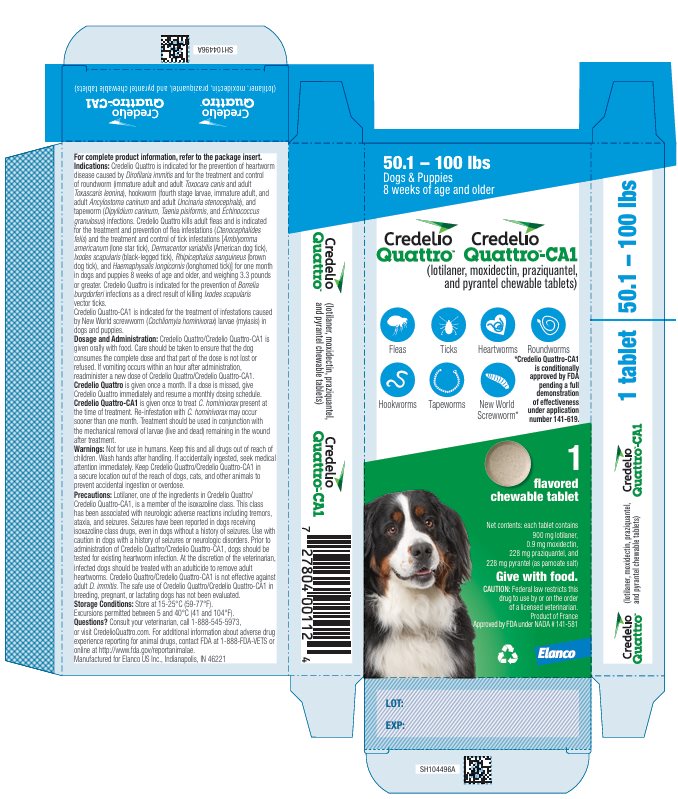 SH104496A
(lotilaner, moxidectin, praziquantel, and pyrantel chewable tablets)
Credelio
Quattro™
Credelio
Quattro-CA1
For complete product information, refer to the package insert.
Indications: Credelio Quattro is indicated for the prevention of heartworm
disease caused by Dirofilaria immitis and for the treatment and control
of roundworm (immature adult and adult Toxocara canis and adult
Toxascaris leonina), hookworm (fourth stage larvae, immature adult, and
adult Ancylostoma caninum and adult Uncinaria stenocephala), and
tapeworm (Dipylidium caninum, Taenia pisiformis, and Echinococcus
granulosus) infections. Credelio Quattro kills adult fleas and is indicated
for the treatment and prevention of flea infestations (Ctenocephalides
felis) and the treatment and control of tick infestations [Amblyomma
americanum (lone star tick), Dermacentor variabilis (American dog tick),
Ixodes scapularis (black-legged tick), Rhipicephalus sanguineus (brown
dog tick), and Haemaphysalis longicornis (longhorned tick)] for one month
in dogs and puppies 8 weeks of age and older, and weighing 3.3 pounds
or greater. Credelio Quattro is indicated for the prevention of Borrelia
burgdorferi infections as a direct result of killing Ixodes scapularis
vector ticks.
Credelio Quattro-CA1 is indicated for the treatment of infestations caused
by New World screwworm (Cochliomyia hominivorax) larvae (myiasis) in
dogs and puppies.
Dosage and Administration: Credelio Quattro/Credelio Quattro-CA1 is
given orally with food. Care should be taken to ensure that the dog
consumes the complete dose and that part of the dose is not lost or
refused. If vomiting occurs within an hour after administration,
readminister a new dose of Credelio Quattro/Credelio Quattro-CA1.
Credelio Quattro is given once a month. If a dose is missed, give
Credelio Quattro immediately and resume a monthly dosing schedule.
Credelio Quattro-CA1 is given once to treat C. hominivorax present at
the time of treatment. Re-infestation with C. hominivorax may occur
sooner than one month. Treatment should be used in conjunction with
the mechanical removal of larvae (live and dead) remaining in the wound
after treatment.
Warnings: Not for use in humans. Keep this and all drugs out of reach of
children. Wash hands after handling. If accidentally ingested, seek medical
attention immediately. Keep Credelio Quattro/Credelio Quattro-CA1 in
a secure location out of the reach of dogs, cats, and other animals to
prevent accidental ingestion or overdose.
Precautions: Lotilaner, one of the ingredients in Credelio Quattro/
Credelio Quattro-CA1, is a member of the isoxazoline class. This class
has been associated with neurologic adverse reactions including tremors,
ataxia, and seizures. Seizures have been reported in dogs receiving
isoxazoline class drugs, even in dogs without a history of seizures. Use with
caution in dogs with a history of seizures or neurologic disorders. Prior to
administration of Credelio Quattro/Credelio Quattro-CA1, dogs should be
tested for existing heartworm infection. At the discretion of the veterinarian,
infected dogs should be treated with an adulticide to remove adult
heartworms. Credelio Quattro/Credelio Quattro-CA1 is not effective against
adult D. immitis. The safe use of Credelio Quattro/Credelio Quattro-CA1 in
breeding, pregnant, or lactating dogs has not been evaluated.
Storage Conditions: Store at 15-25°C (59-77°F).
Excursions permitted between 5 and 40°C (41 and 104°F).
Questions? Consult your veterinarian, call 1-888-545-5973,
or visit CredelioQuattro.com. For additional information about adverse drug
experience reporting for animal drugs, contact FDA at 1-888-FDA-VETS or
online at http://www.fda.gov/reportanimalae.
Manufactured for Elanco US Inc., Indianapolis, IN 46221
Credelio
Quattro™
(lotilaner, moxidectin, praziquantel,
and pyrantel chewable tablets)
Credelio
Quattro-CA1
7 27804 00112 4
50.1 – 100 lbs
Dogs & Puppies
8 weeks of age and older
Credelio
Quattro™
Credelio
Quattro-CA1
(lotilaner, moxidectin, praziquantel,
and pyrantel chewable tablets)
Fleas
Ticks
Heartworms
Roundworms
Hookworms
Tapeworms
New World
Screwworm*
*Credelio Quattro-CA1
is conditionally
approved by FDA
pending a full
demonstration
of effectiveness
under application
number 141-619.
1
flavored
chewable tablet
Net contents: each tablet contains
900 mg lotilaner,
0.9 mg moxidectin,
228 mg praziquantel, and
228 mg pyrantel (as pamoate salt)
Give with food.
CAUTION: Federal law restricts this
drug to use by or on the order
of a licensed veterinarian.
Product of France
Approved by FDA under NADA # 141-581
Elanco
LOT:
EXP:
SH104496A
1 tablet 50.1 – 100 lbs
Credelio
Quattro-CA1
(lotilaner, moxidectin, praziquantel,
and pyrantel chewable tablets)
Credelio
Quattro™